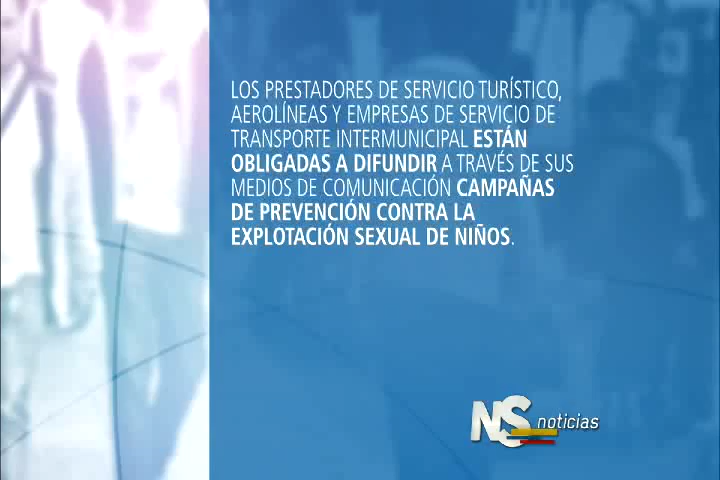 LOS PRESTADORES DE SERVICIO TURÍSTICO,
AEROLÍNEAS Y EMPRESAS DE SERVICIO DE
TRANSPORTE INTERMUNICIPAL ESTÁN
OBLIGADAS A DIFUNDIR A TRAVÉS DE SUS
MEDIOS DE COMUNICACIÓN CAMPAÑAS
DE PREVENCIÓN CONTRA LA
EXPLOTACIÓN SEXUAL DE NIÑOS.
NS noticias